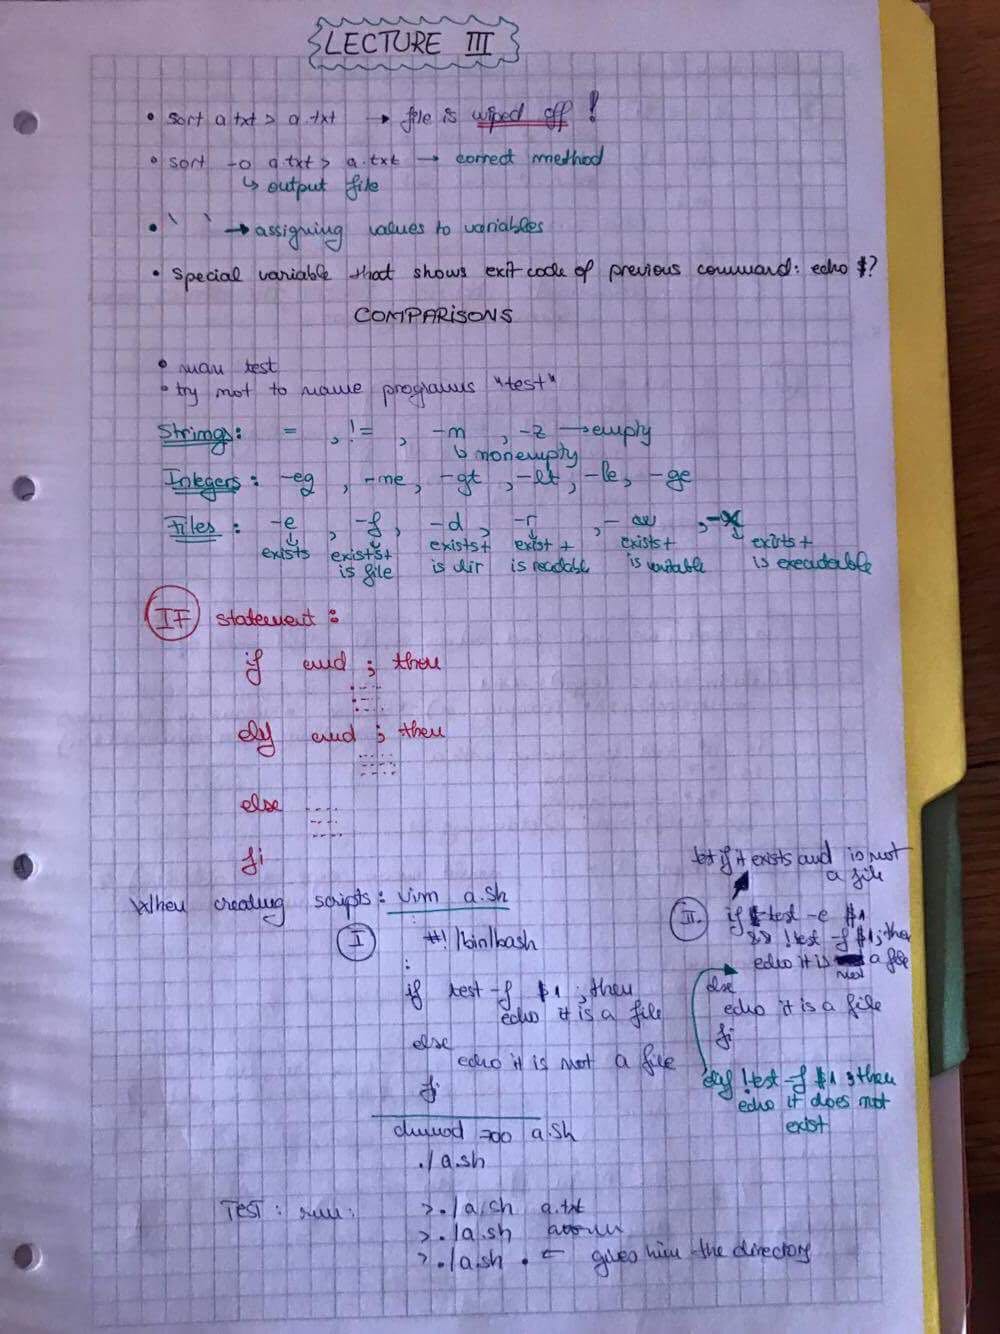 LECTURE III
• sort a.txt > a.txt → file is wiped off !
• sort -o a.txt > a.txt → correct method
↳ output file
• ` ` → assigning values to variables
• special variable that shows exit code of previous command: echo $?
COMPARISONS
• man test
• try not to name programs "test"
Strings: = , != , -n , -z → empty
↳ nonempty
Integers: -eg , -ne, -gt , -lt, -le, -ge
Files: -e , -f, -d, -r , -w , -x
exists exists+ exists+ exist + exists+ exists+
is file is dir is readable is writable is executable
IF statement:
if cmd ; then
elif cmd ; then
else
fi
When creating scripts: vim a.sh
I #! /bin/bash
if test -f $1 ; then
echo it is a file
else
echo it is not a file
fi
chmod 700 a.sh
./a.sh
test if it exists and is not
a file
II. if test -e $1
&& !test -f $1; then
echo it is not a file
else
echo it is a file
fi
elif !test -f $1 ; then
echo it does not
exist
TEST: run:
>./a.sh a.txt
>./a.sh
>./a.sh . ← gives him the directory